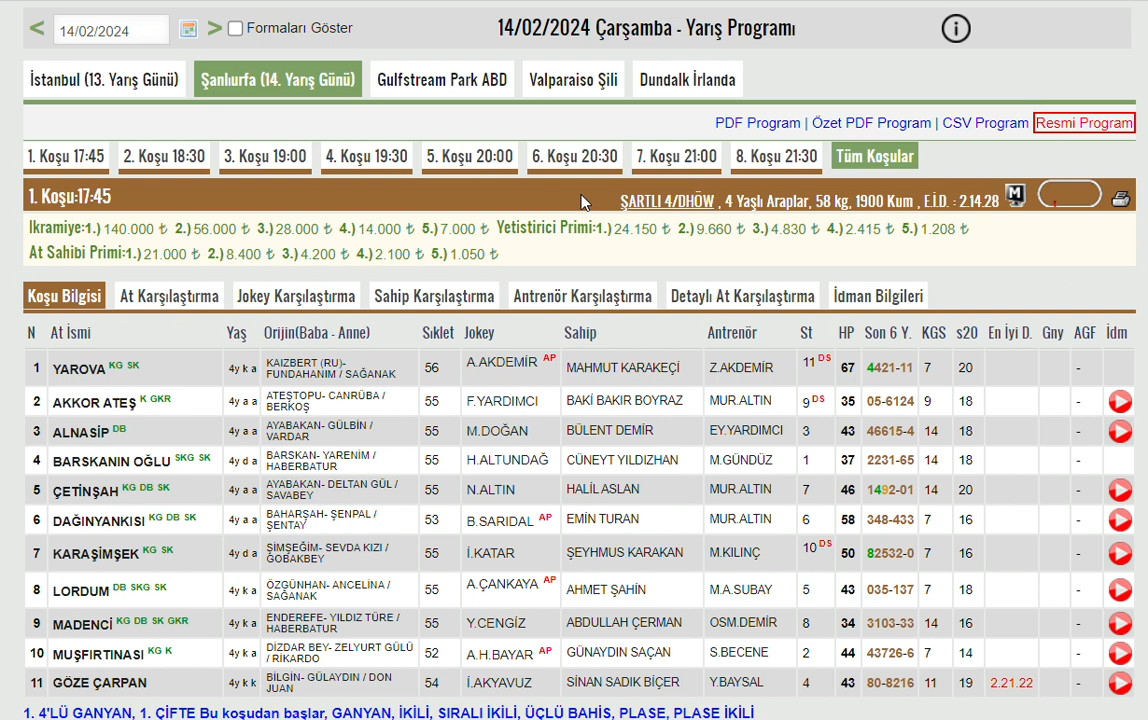 < 14/02/2024 > Formaları Göster 14/02/2024 Çarşamba - Yarış Programı i
İstanbul (13. Yarış Günü) Şanlıurfa (14. Yarış Günü) Gulfstream Park ABD Valparaiso Şili Dundalk İrlanda
PDF Program | Özet PDF Program | CSV Program Resmi Program
1. Koşu 17:45 2. Koşu 18:30 3. Koşu 19:00 4. Koşu 19:30 5. Koşu 20:00 6. Koşu 20:30 7. Koşu 21:00 8. Koşu 21:30 Tüm Koşular
1. Koşu:17:45 ŞARTLI 4/DHÖW , 4 Yaşlı Araplar, 58 kg, 1900 Kum , E.İ.D. : 2.14.28 M
Ikramiye:1.) 140.000 ₺ 2.) 56.000 ₺ 3.) 28.000 ₺ 4.) 14.000 ₺ 5.) 7.000 ₺ Yetistirici Primi:1.) 24.150 ₺ 2.) 9.660 ₺ 3.) 4.830 ₺ 4.) 2.415 ₺ 5.) 1.208 ₺
At Sahibi Primi:1.) 21.000 ₺ 2.) 8.400 ₺ 3.) 4.200 ₺ 4.) 2.100 ₺ 5.) 1.050 ₺
Koşu Bilgisi At Karşılaştırma Jokey Karşılaştırma Sahip Karşılaştırma Antrenör Karşılaştırma Detaylı At Karşılaştırma İdman Bilgileri
N At İsmi Yaş Orijin(Baba - Anne) Sıklet Jokey Sahip Antrenör St HP Son 6 Y. KGS s20 En İyi D. Gny AGF İdm
1 YAROVA KG SK 4y k a KAIZBERT (RU)- FUNDAHANIM / SAĞANAK 56 A.AKDEMİR AP MAHMUT KARAKEÇİ Z.AKDEMİR 11 DS 67 4421-11 7 20 -
2 AKKOR ATEŞ K GKR 4y a a ATEŞTOPU- CANRÜBA / BERKOŞ 55 F.YARDIMCI BAKİ BAKIR BOYRAZ MUR.ALTIN 9 DS 35 05-6124 9 18 -
3 ALNASİP DB 4y a a AYABAKAN- GÜLBİN / VARDAR 55 M.DOĞAN BÜLENT DEMİR EY.YARDIMCI 3 43 46615-4 14 18 -
4 BARSKANIN OĞLU SKG SK 4y d a BARSKAN- YARENİM / HABERBATUR 55 H.ALTUNDAĞ CÜNEYT YILDIZHAN M.GÜNDÜZ 1 37 2231-65 14 18 -
5 ÇETİNŞAH KG DB SK 4y a a AYABAKAN- DELTAN GÜL / SAVABEY 55 N.ALTIN HALİL ASLAN MUR.ALTIN 7 46 1492-01 14 20 -
6 DAĞINYANKISI KG DB SK 4y a a BAHARŞAH- ŞENPAL / ŞENTAY 53 B.SARIDAL AP EMİN TURAN MUR.ALTIN 6 58 348-433 7 16 -
7 KARAŞİMŞEK KG SK 4y d a ŞİMŞEĞİM- SEVDA KIZI / GOBAKBEY 55 İ.KATAR ŞEYHMUS KARAKAN M.KILINÇ 10 DS 50 82532-0 7 16 -
8 LORDUM DB SKG SK 4y k a ÖZGÜNHAN- ANCELİNA / SAĞANAK 55 A.ÇANKAYA AP AHMET ŞAHİN M.A.SUBAY 5 43 035-137 7 18 -
9 MADENCİ KG DB SK GKR 4y k a ENDEREFE- YILDIZ TÜRE / HABERBATUR 55 Y.CENGİZ ABDULLAH ÇERMAN OSM.DEMİR 8 34 3103-33 14 16 -
10 MUŞFIRTINASI KG K 4y k a DİZDAR BEY- ZELYURT GÜLÜ / RİKARDO 52 A.H.BAYAR AP GÜNAYDIN SAÇAN S.BECENE 2 44 43726-6 7 14 -
11 GÖZE ÇARPAN 4y k k BİLGİN- GÜLAYDIN / DON JUAN 54 İ.AKYAVUZ SİNAN SADIK BİÇER Y.BAYSAL 4 43 80-8216 11 19 2.21.22 -
1. 4'LÜ GANYAN, 1. ÇİFTE Bu koşudan başlar, GANYAN, İKİLİ, SIRALI İKİLİ, ÜÇLÜ BAHİS, PLASE, PLASE İKİLİ